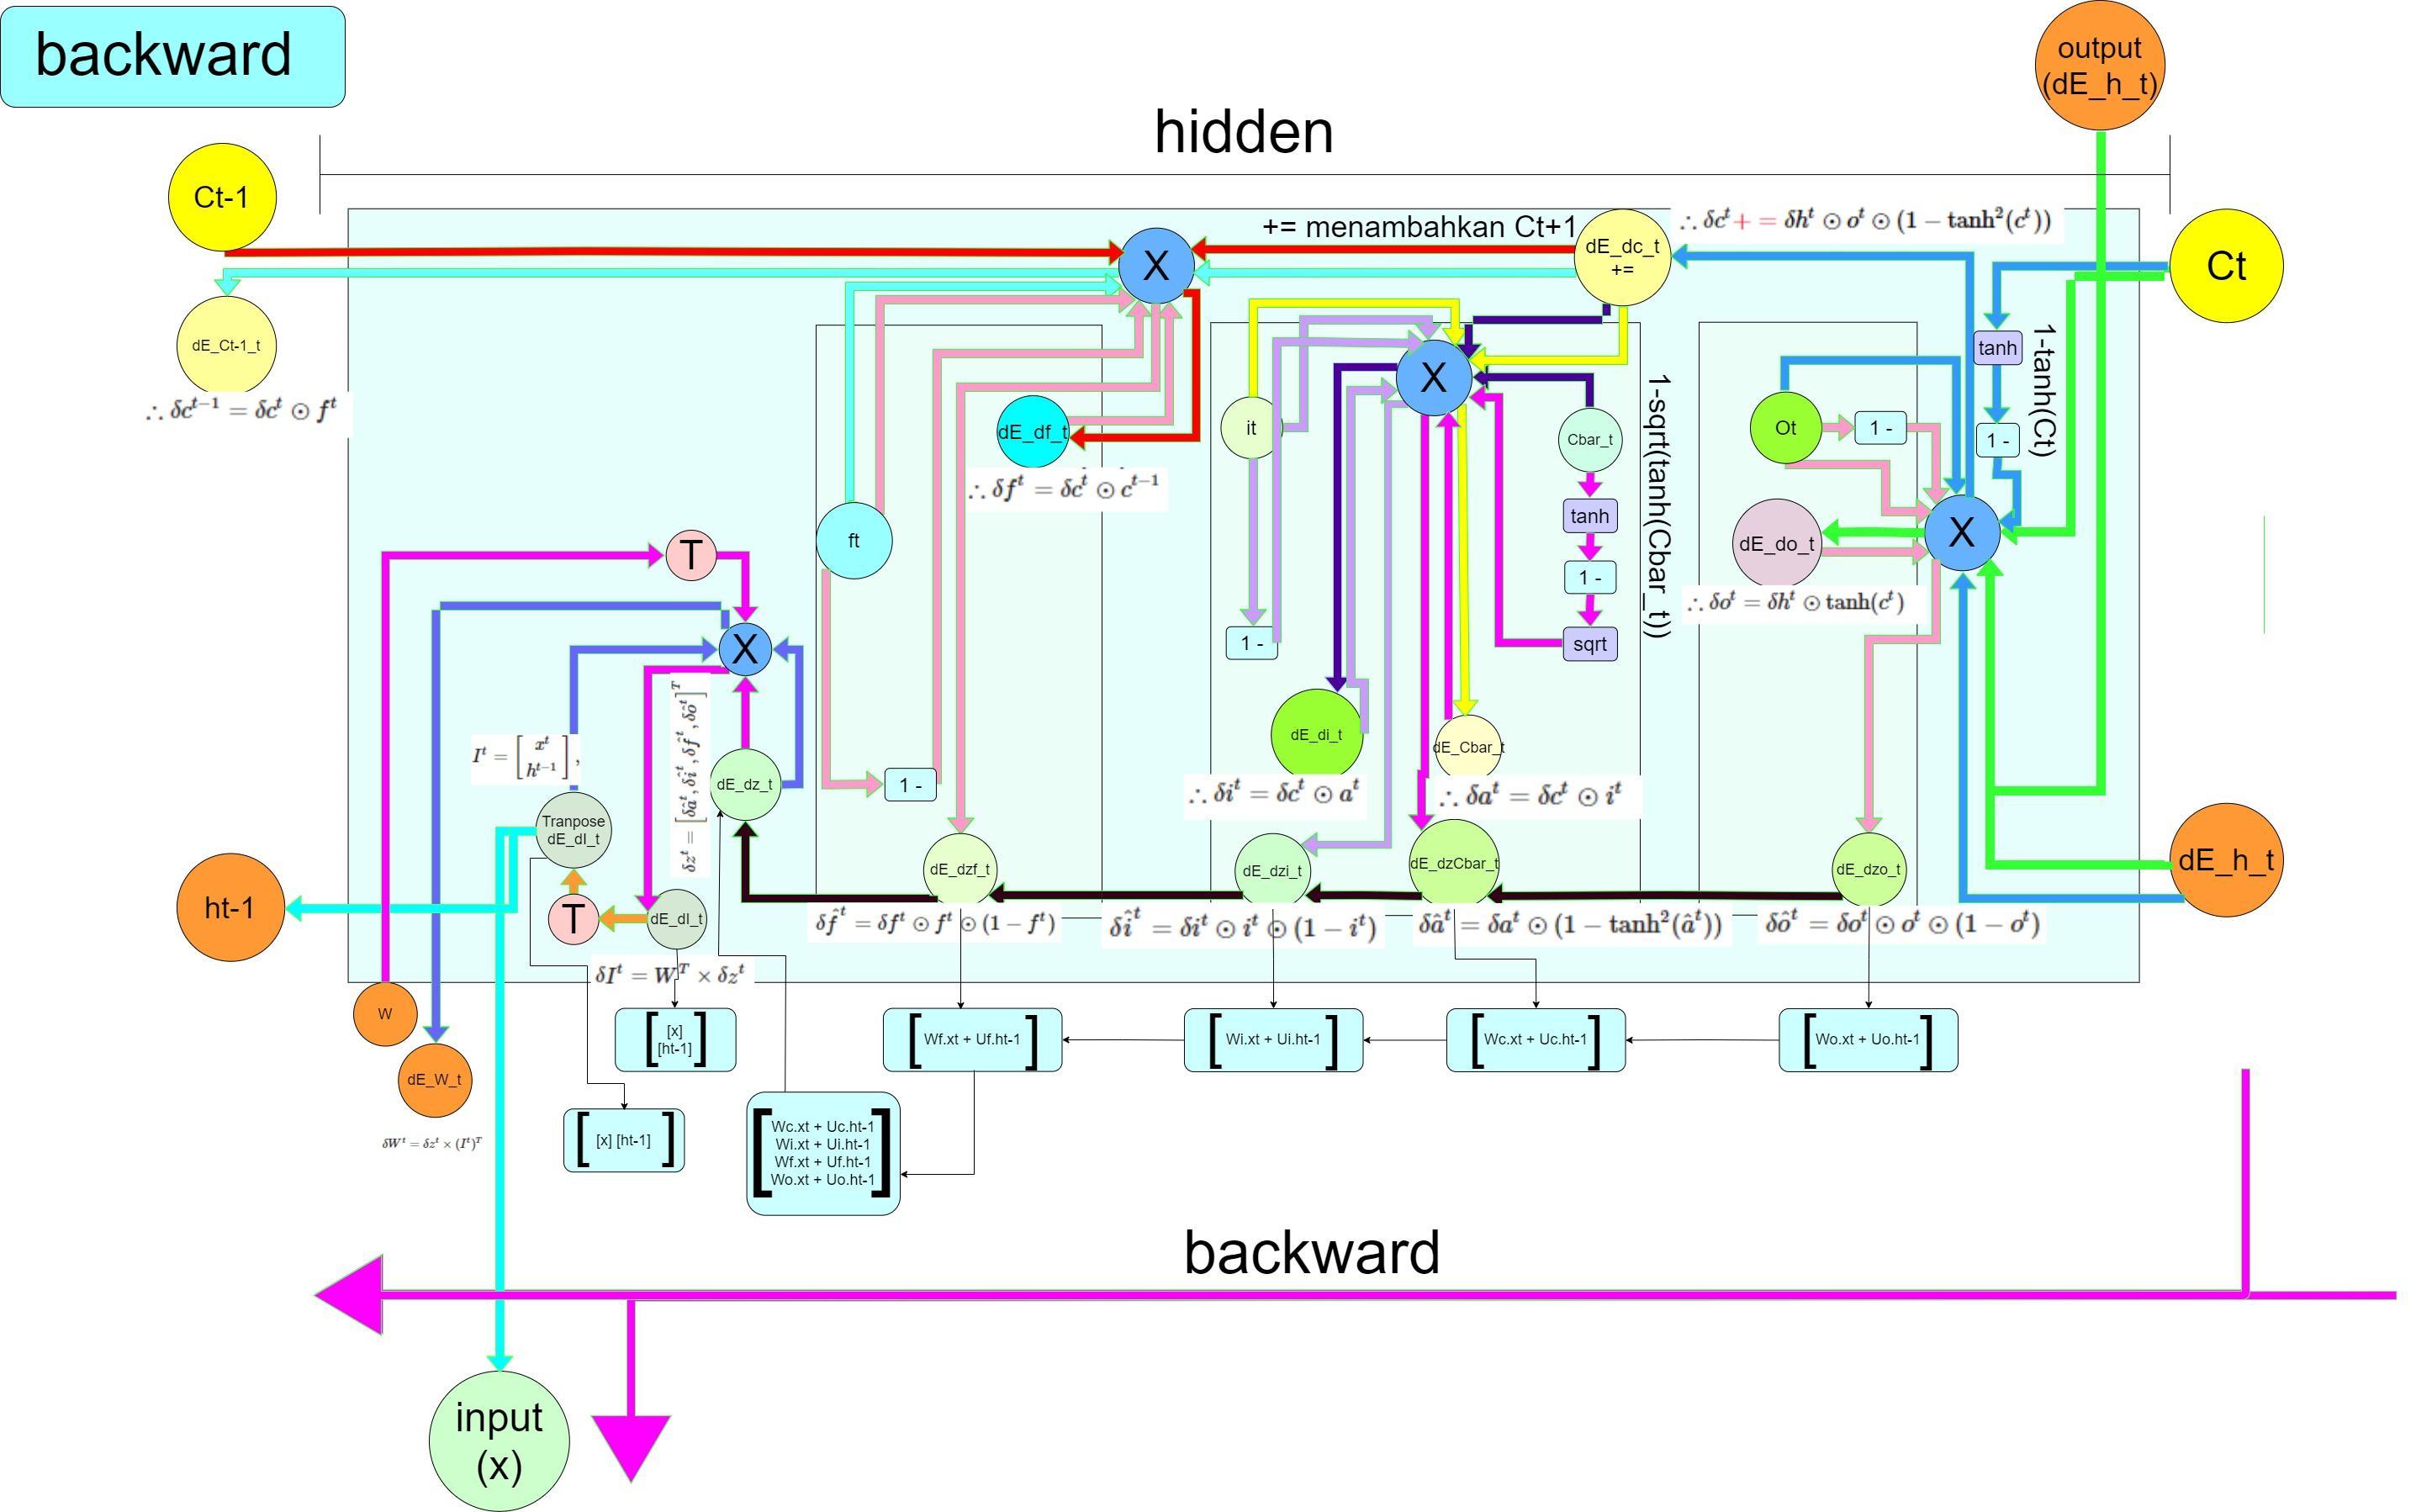 backward
output
(dE_h_t)
hidden
Ct-1
+= menambahkan Ct+1
dE_dc_t
+=
∴ δc^t += δh^t ⊙ o^t ⊙ (1 − tanh²(c^t))
Ct
X
dE_Ct-1_t
∴ δc^{t−1} = δc^t ⊙ f^t
tanh
1-tanh(Ct)
X
1-sqrt(tanh(Cbar_t))
dE_df_t
it
Cbar_t
Ot
1 -
1 -
∴ δf^t = δc^t ⊙ c^{t−1}
tanh
ft
dE_do_t
X
T
1 -
∴ δo^t = δh^t ⊙ tanh(c^t)
X
1 -
sqrt
I^t = [ x^t
h^{t−1} ],
δz^t = [δâ^t, δî^t, δf̂^t, δô^t]^T
dE_dz_t
1 -
dE_di_t
dE_Cbar_t
∴ δi^t = δc^t ⊙ a^t
∴ δa^t = δc^t ⊙ i^t
Tranpose
dE_dI_t
dE_dzf_t
dE_dzi_t
dE_dzCbar_t
dE_dzo_t
dE_h_t
ht-1
T
dE_dI_t
δf̂^t = δf^t ⊙ f^t ⊙ (1 − f^t)
δî^t = δi^t ⊙ i^t ⊙ (1 − i^t)
δâ^t = δa^t ⊙ (1 − tanh²(â^t))
δô^t = δo^t ⊙ o^t ⊙ (1 − o^t)
δI^t = W^T × δz^t
W
[x]
[ht-1]
Wf.xt + Uf.ht-1
Wi.xt + Ui.ht-1
Wc.xt + Uc.ht-1
Wo.xt + Uo.ht-1
dE_W_t
δW^t = δz^t × (I^t)^T
[x] [ht-1]
Wc.xt + Uc.ht-1
Wi.xt + Ui.ht-1
Wf.xt + Uf.ht-1
Wo.xt + Uo.ht-1
backward
input
(x)